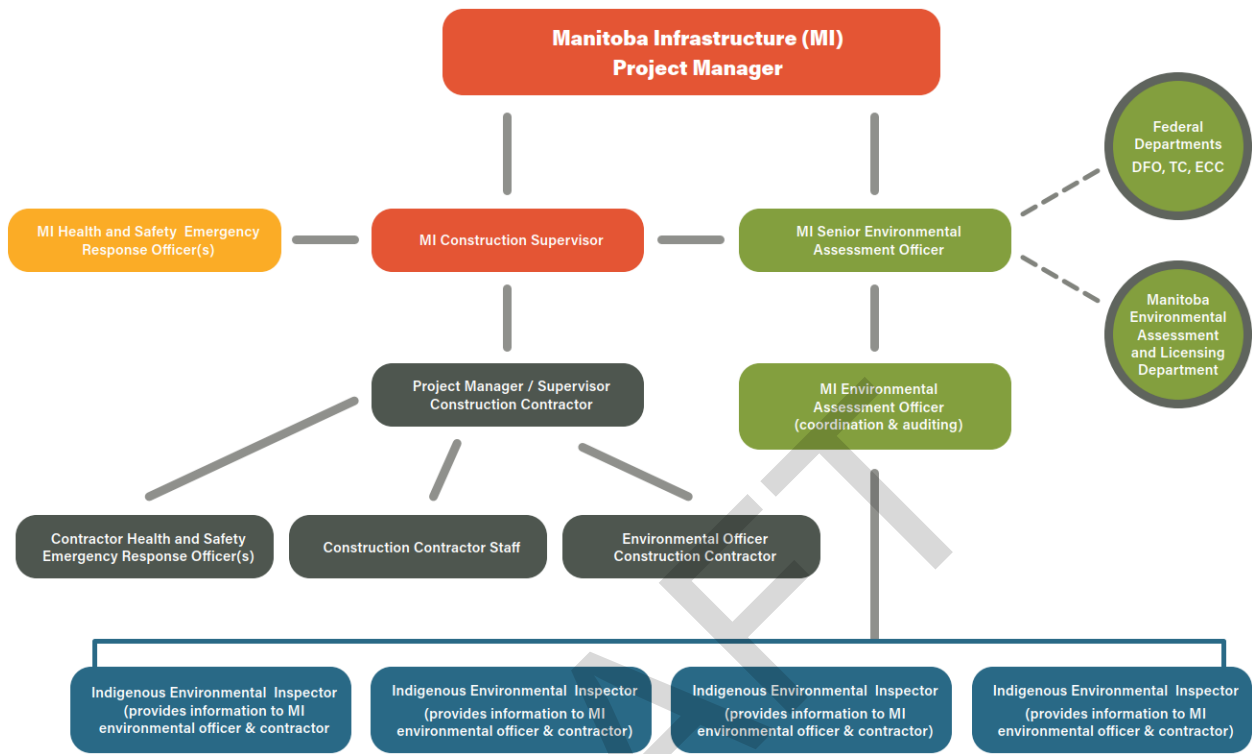 Manitoba Infrastructure (MI)
Project Manager
Federal
Departments
DFO, TC, ECC
MI Health and Safety Emergency
Response Officer(s)
MI Construction Supervisor
MI Senior Environmental
Assessment Officer
Manitoba
Environmental
Assessment
and Licensing
Department
Project Manager / Supervisor
Construction Contractor
MI Environmental
Assessment Officer
(coordination & auditing)
Contractor Health and Safety
Emergency Response Officer(s)
Construction Contractor Staff
Environmental Officer
Construction Contractor
Indigenous Environmental Inspector
(provides information to MI
environmental officer & contractor
Indigenous Environmental Inspector
(provides information to MI
environmental officer & contractor)
Indigenous Environmental Inspector
(provides information to MI
environmental officer & contractor)
Indigenous Environmental Inspector
(provides information to MI
environmental officer & contractor)
AFT